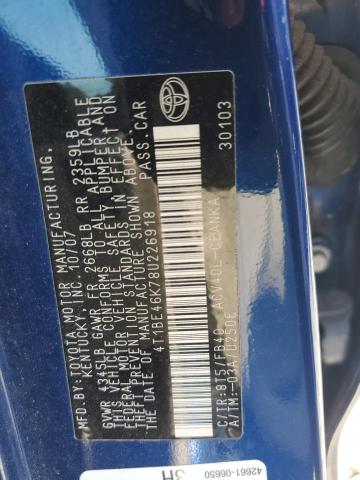 MFD BY:
TOYOTA MOTOR MANUFACTURING
KENTUCKY, INC. 10/07
GVWR 4345LB GAWR FR 2668LB RR 2359LB
THIS VEHICLE CONFORMS TO ALL APPLICABLE
FEDERAL MOTOR VEHICLE SAFETY, BUMPER, AND
THEFT PREVENTION STANDARDS IN EFFECT ON
THE DATE OF MANUFACTURE SHOWN ABOVE.
4T1BE46K78U226918 PASS.CAR
C/TR:8T5/FB40 ACV40L-CEANKA
A/TM:-03A/U250E 30103
42661-06650
3H